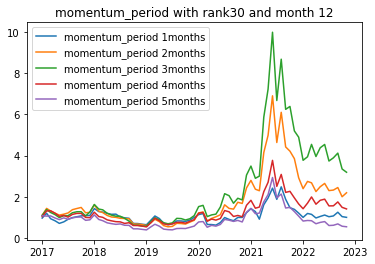 momentum_period with rank30 and month 12
momentum_period 1months
momentum_period 2months
momentum_period 3months
momentum_period 4months
momentum_period 5months
10
8
6
4
2
0
2017 2018 2019 2020 2021 2022 2023